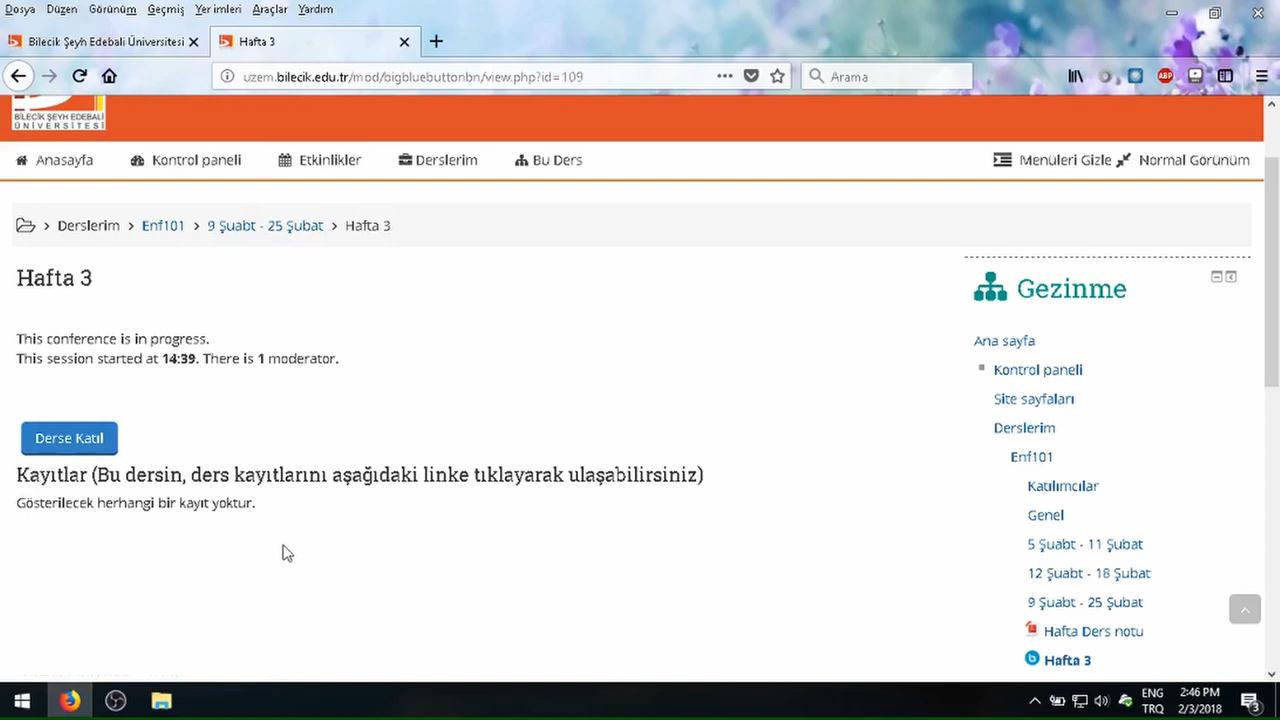 Dosya Düzen Görünüm Geçmiş Yer imleri Araçlar Yardım
Bilecik Şeyh Edebali Üniversitesi
Hafta 3
uzem.bilecik.edu.tr/mod/bigbluebuttonbn/view.php?id=109
Arama
ABP
BİLECİK ŞEYH EDEBALİ
ÜNİVERSİTESİ
Anasayfa Kontrol paneli Etkinlikler Derslerim Bu Ders Menüleri Gizle Normal Görünüm
Derslerim > Enf101 > 9 Şuabt - 25 Şubat > Hafta 3
Hafta 3
This conference is in progress.
This session started at 14:39. There is 1 moderator.
Derse Katıl
Kayıtlar (Bu dersin, ders kayıtlarını aşağıdaki linke tıklayarak ulaşabilirsiniz)
Gösterilecek herhangi bir kayıt yoktur.
Gezinme
Ana sayfa
Kontrol paneli
Site sayfaları
Derslerim
Enf101
Katılımcılar
Genel
5 Şuabt - 11 Şubat
12 Şuabt - 18 Şubat
9 Şuabt - 25 Şubat
Hafta Ders notu
Hafta 3
ENG
TRQ
2:46 PM
2/3/2018
3